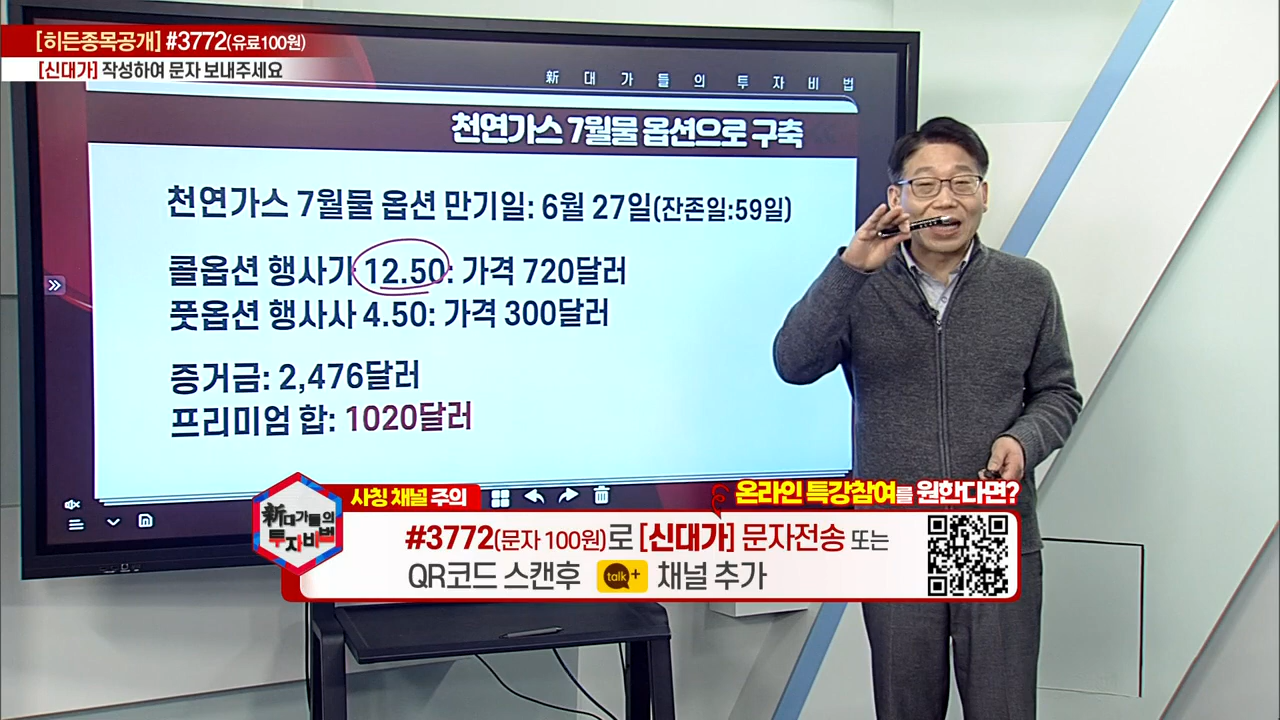 [히든종목공개] #3772(유료100원)
[신대가] 작성하여 문자 보내주세요
新대가들의 투자비법
천연가스 7월물 옵션으로 구축
천연가스 7월물 옵션 만기일: 6월 27일(잔존일:59일)
콜옵션 행사가 12.50: 가격 720달러
풋옵션 행사사 4.50: 가격 300달러
증거금: 2,476달러
프리미엄 합: 1020달러
사칭 채널 주의
온라인 특강참여를 원한다면?
新대가들의
투자비법
#3772(문자 100원)로 [신대가] 문자전송 또는
QR코드 스캔후 talk+ 채널 추가